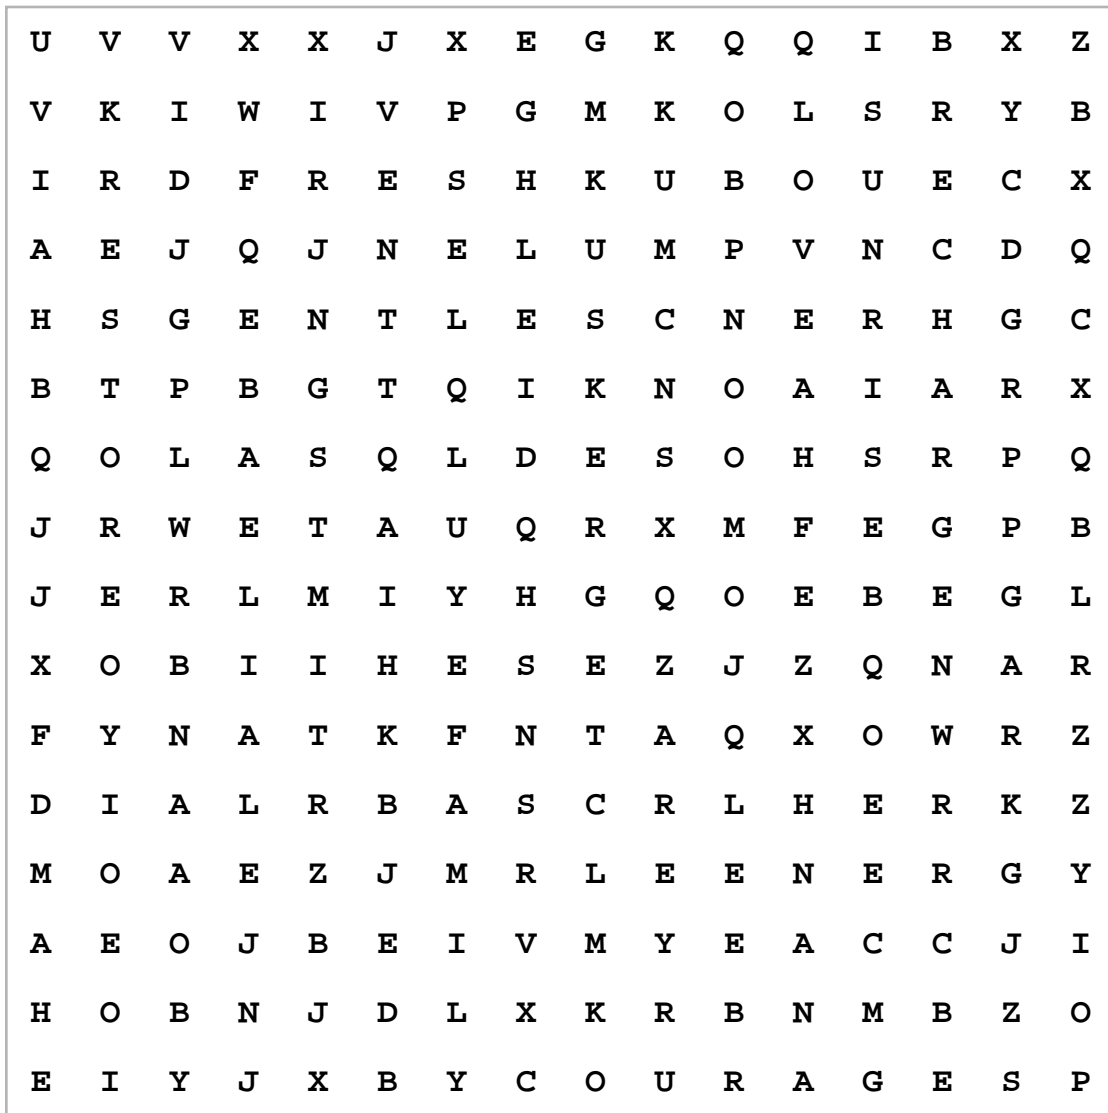 U V V X X J X E G K Q Q I B X Z
V K I W I V P G M K O L S R Y B
I R D F R E S H K U B O U E C X
A E J Q J N E L U M P V N C D Q
H S G E N T L E S C N E R H G C
B T P B G T Q I K N O A I A R X
Q O L A S Q L D E S O H S R P Q
J R W E T A U Q R X M F E G P B
J E R L M I Y H G Q O E B E G L
X O B I I H E S E Z J Z Q N A R
F Y N A T K F N T A Q X O W R Z
D I A L R B A S C R L H E R K Z
M O A E Z J M R L E E N E R G Y
A E O J B E I V M Y E A C C J I
H O B N J D L X K R B N M B Z O
E I Y J X B Y C O U R A G E S P